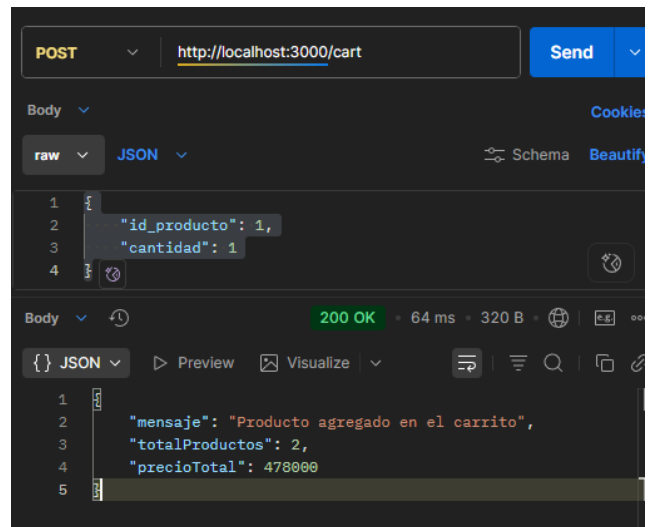 POST http://localhost:3000/cart Send
Body Cookies
raw JSON Schema Beautify
1 {
2 "id_producto": 1,
3 "cantidad": 1
4 }
Body 200 OK • 64 ms • 320 B e.g.
{} JSON Preview Visualize
1 {
2 "mensaje": "Producto agregado en el carrito",
3 "totalProductos": 2,
4 "precioTotal": 478000
5 }